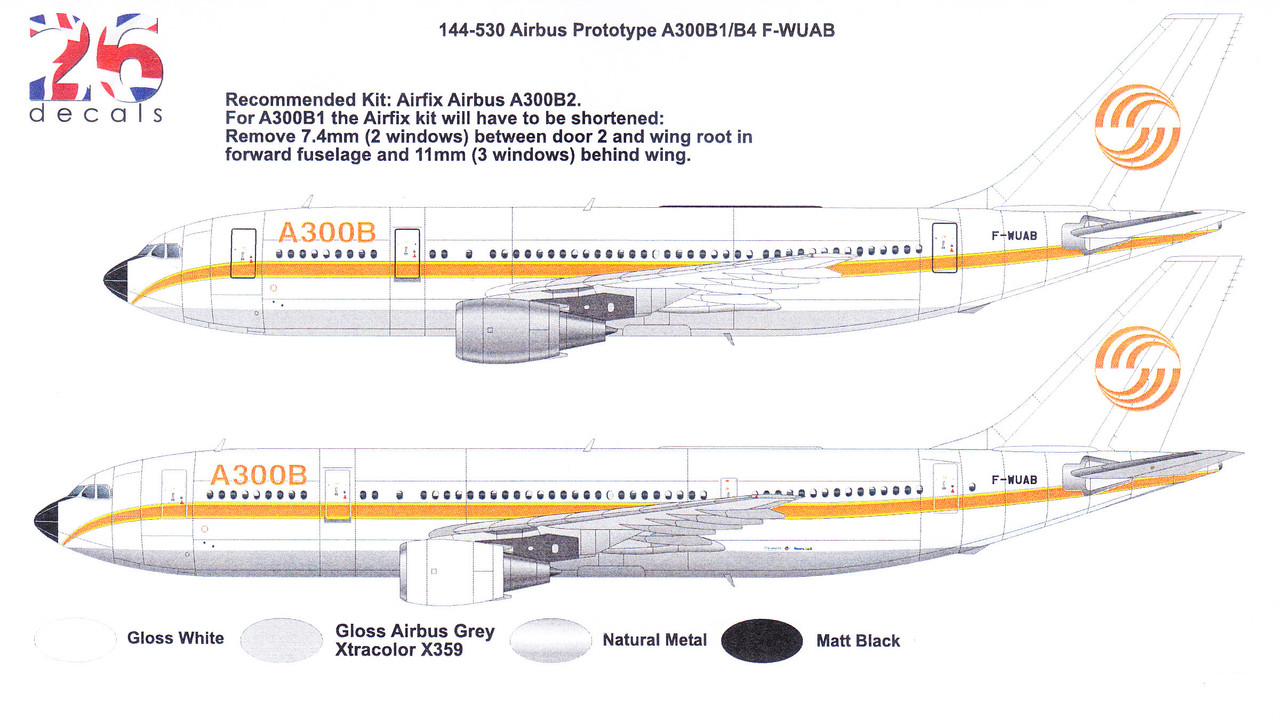 26
decals
144-530 Airbus Prototype A300B1/B4 F-WUAB
Recommended Kit: Airfix Airbus A300B2.
For A300B1 the Airfix kit will have to be shortened:
Remove 7.4mm (2 windows) between door 2 and wing root in
forward fuselage and 11mm (3 windows) behind wing.
A300B
F-WUAB
A300B
F-WUAB
Gloss White
Gloss Airbus Grey
Xtracolor X359
Natural Metal
Matt Black